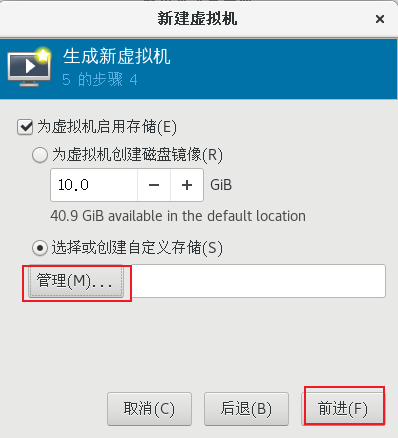 新建虚拟机
生成新虚拟机
5 的步骤 4
为虚拟机启用存储(E)
为虚拟机创建磁盘镜像(R)
10.0 − + GiB
40.9 GiB available in the default location
选择或创建自定义存储(S)
管理(M)...
取消(C) 后退(B) 前进(F)